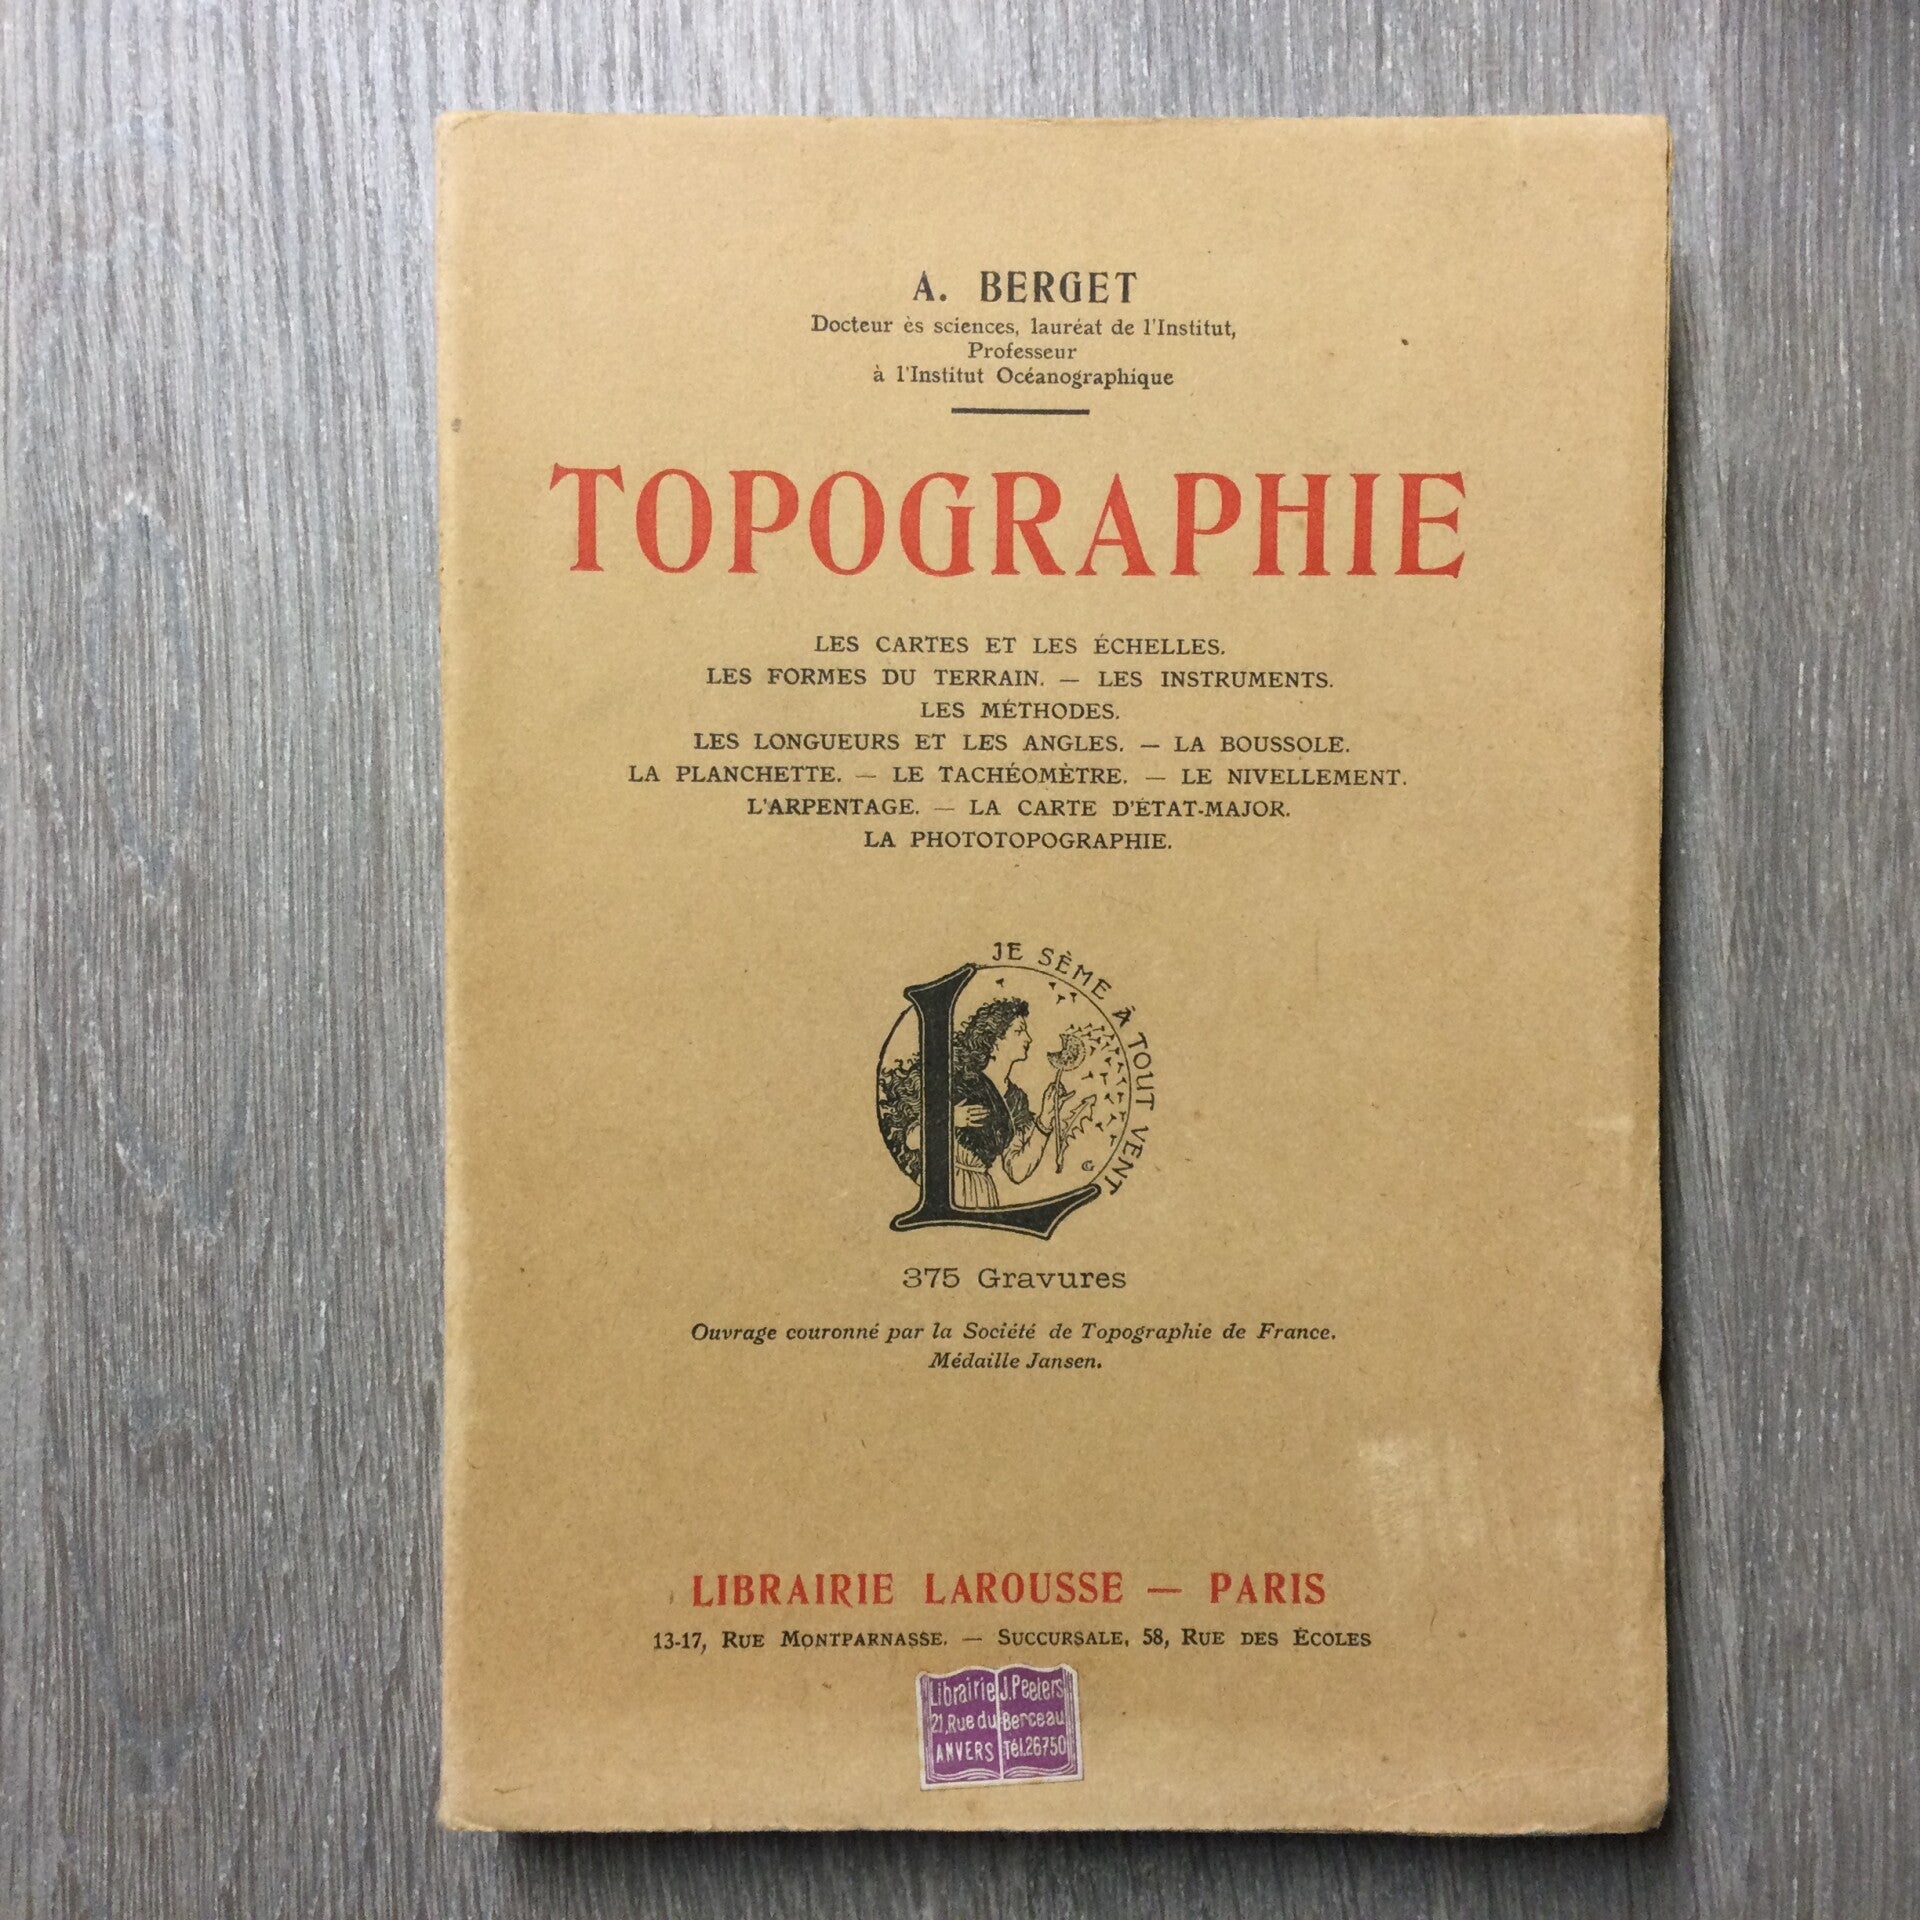 A. BERGET
Docteur ès sciences, lauréat de l'Institut,
Professeur
à l'Institut Océanographique
TOPOGRAPHIE
LES CARTES ET LES ÉCHELLES.
LES FORMES DU TERRAIN. — LES INSTRUMENTS.
LES MÉTHODES.
LES LONGUEURS ET LES ANGLES. — LA BOUSSOLE.
LA PLANCHETTE. — LE TACHÉOMÈTRE. — LE NIVELLEMENT.
L'ARPENTAGE. — LA CARTE D'ÉTAT-MAJOR.
LA PHOTOTOPOGRAPHIE.
JE SÈME À TOUT VENT
L
375 Gravures
Ouvrage couronné par la Société de Topographie de France.
Médaille Jansen.
LIBRAIRIE LAROUSSE — PARIS
13-17, RUE MONTPARNASSE. — SUCCURSALE, 58, RUE DES ÉCOLES
Librairie J. Peeters
21, Rue du Berceau
ANVERS Tél. 26750